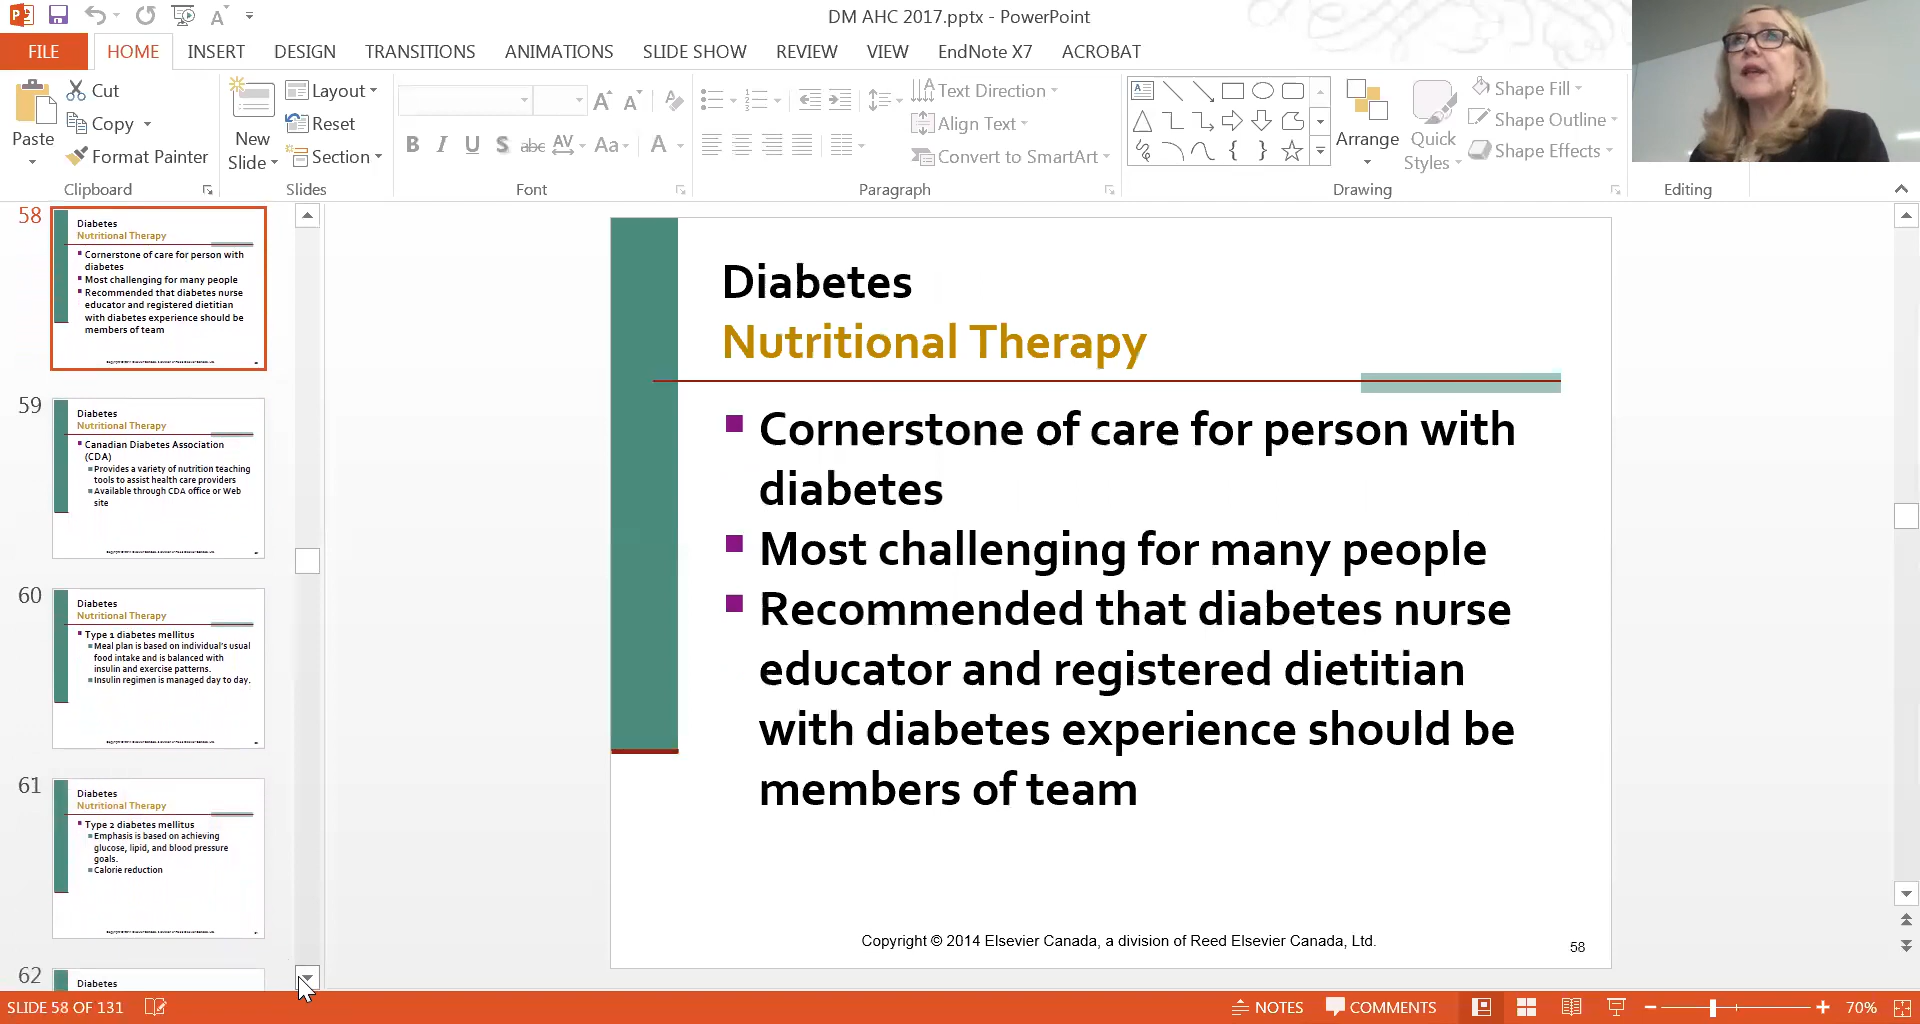 DM AHC 2017.pptx - PowerPoint
FILE
HOME
INSERT
DESIGN
TRANSITIONS
ANIMATIONS
SLIDE SHOW
REVIEW
VIEW
EndNote X7
ACROBAT
Paste
Cut
Copy
Format Painter
Clipboard
New
Slide
Layout
Reset
Section
Slides
B I U S abc AV Aa A
Font
Text Direction
Align Text
Convert to SmartArt
Paragraph
Arrange
Quick
Styles
Shape Fill
Shape Outline
Shape Effects
Drawing
Editing
58
Diabetes
Nutritional Therapy
Cornerstone of care for person with
diabetes
Most challenging for many people
Recommended that diabetes nurse
educator and registered dietitian
with diabetes experience should be
members of team
59
Diabetes
Nutritional Therapy
Canadian Diabetes Association
(CDA)
Provides a variety of nutrition teaching
tools to assist health care providers
Available through CDA office or Web
site
60
Diabetes
Nutritional Therapy
Type 1 diabetes mellitus
Meal plan is based on individual's usual
food intake and is balanced with
insulin and exercise patterns.
Insulin regimen is managed day to day.
61
Diabetes
Nutritional Therapy
Type 2 diabetes mellitus
Emphasis is based on achieving
glucose, lipid, and blood pressure
goals.
Calorie reduction
62
Diabetes
Diabetes
Nutritional Therapy
Cornerstone of care for person with
diabetes
Most challenging for many people
Recommended that diabetes nurse
educator and registered dietitian
with diabetes experience should be
members of team
Copyright © 2014 Elsevier Canada, a division of Reed Elsevier Canada, Ltd.
58
SLIDE 58 OF 131
NOTES
COMMENTS
70%